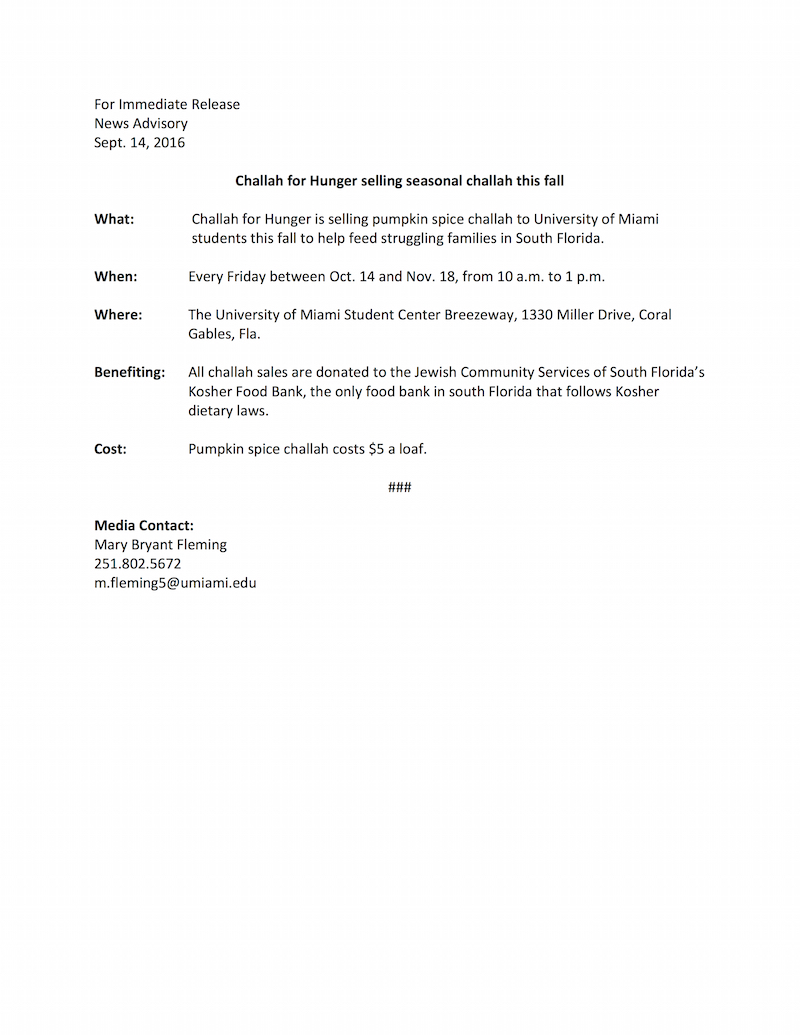 For Immediate Release
News Advisory
Sept. 14, 2016
Challah for Hunger selling seasonal challah this fall
What: Challah for Hunger is selling pumpkin spice challah to University of Miami
students this fall to help feed struggling families in South Florida.
When: Every Friday between Oct. 14 and Nov. 18, from 10 a.m. to 1 p.m.
Where: The University of Miami Student Center Breezeway, 1330 Miller Drive, Coral
Gables, Fla.
Benefiting: All challah sales are donated to the Jewish Community Services of South Florida’s
Kosher Food Bank, the only food bank in south Florida that follows Kosher
dietary laws.
Cost: Pumpkin spice challah costs $5 a loaf.
###
Media Contact:
Mary Bryant Fleming
251.802.5672
m.fleming5@umiami.edu